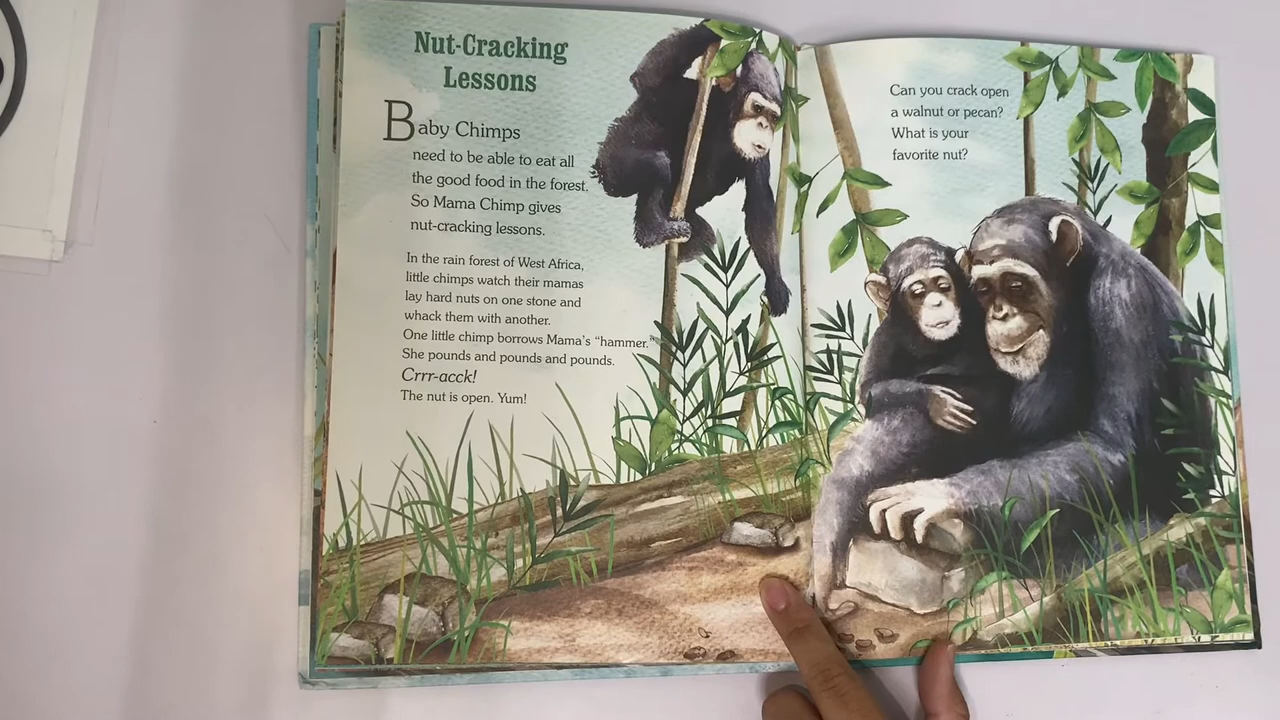 Nut-Cracking
Lessons
Baby Chimps
need to be able to eat all
the good food in the forest.
So Mama Chimp gives
nut-cracking lessons.
In the rain forest of West Africa,
little chimps watch their mamas
lay hard nuts on one stone and
whack them with another.
One little chimp borrows Mama's “hammer.”
She pounds and pounds and pounds.
Crrr-acck!
The nut is open. Yum!
Can you crack open
a walnut or pecan?
What is your
favorite nut?